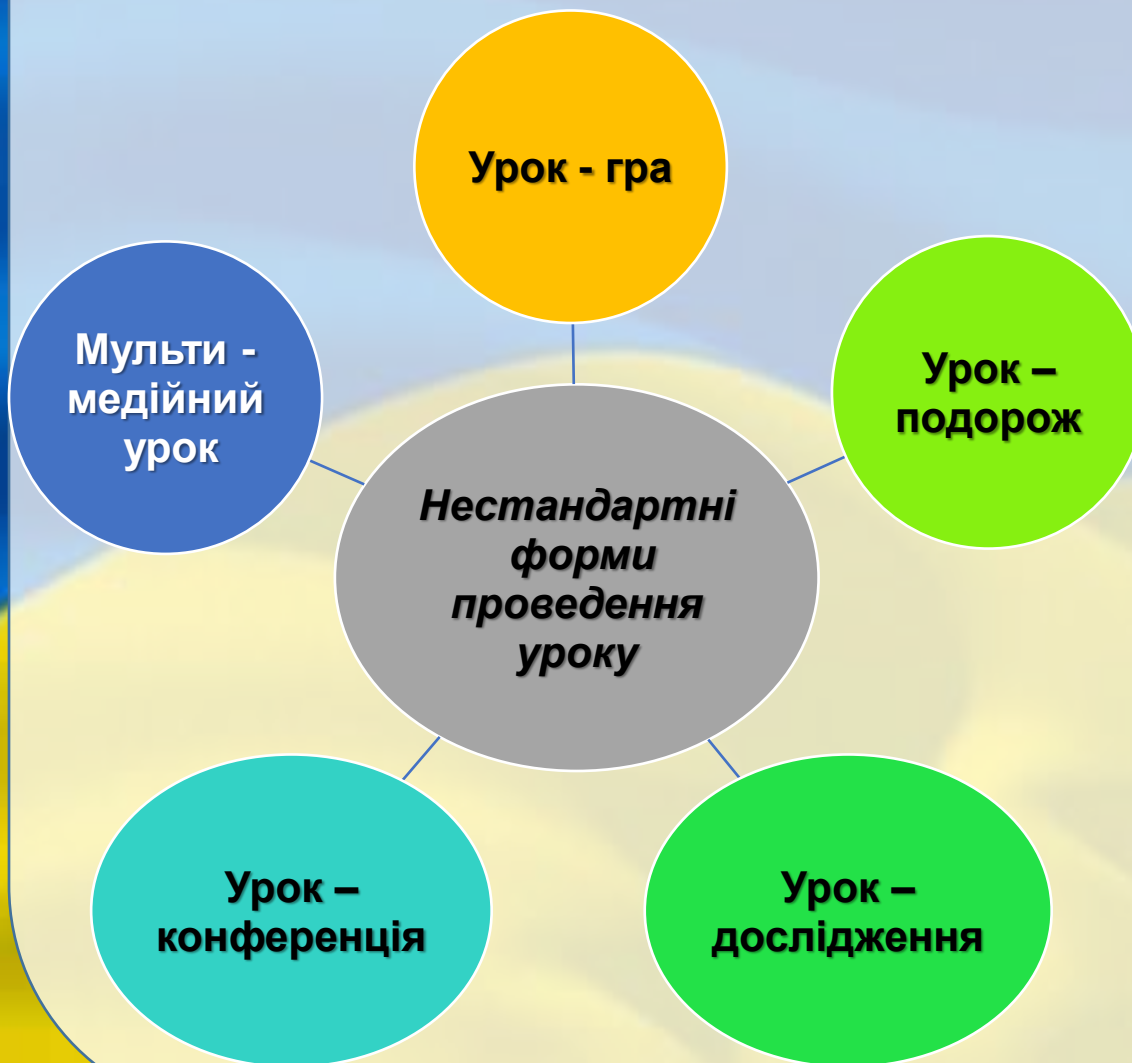 Урок - гра
Мульти -
медійний
урок
Урок –
подорож
Нестандартні
форми
проведення
уроку
Урок –
конференція
Урок –
дослідження